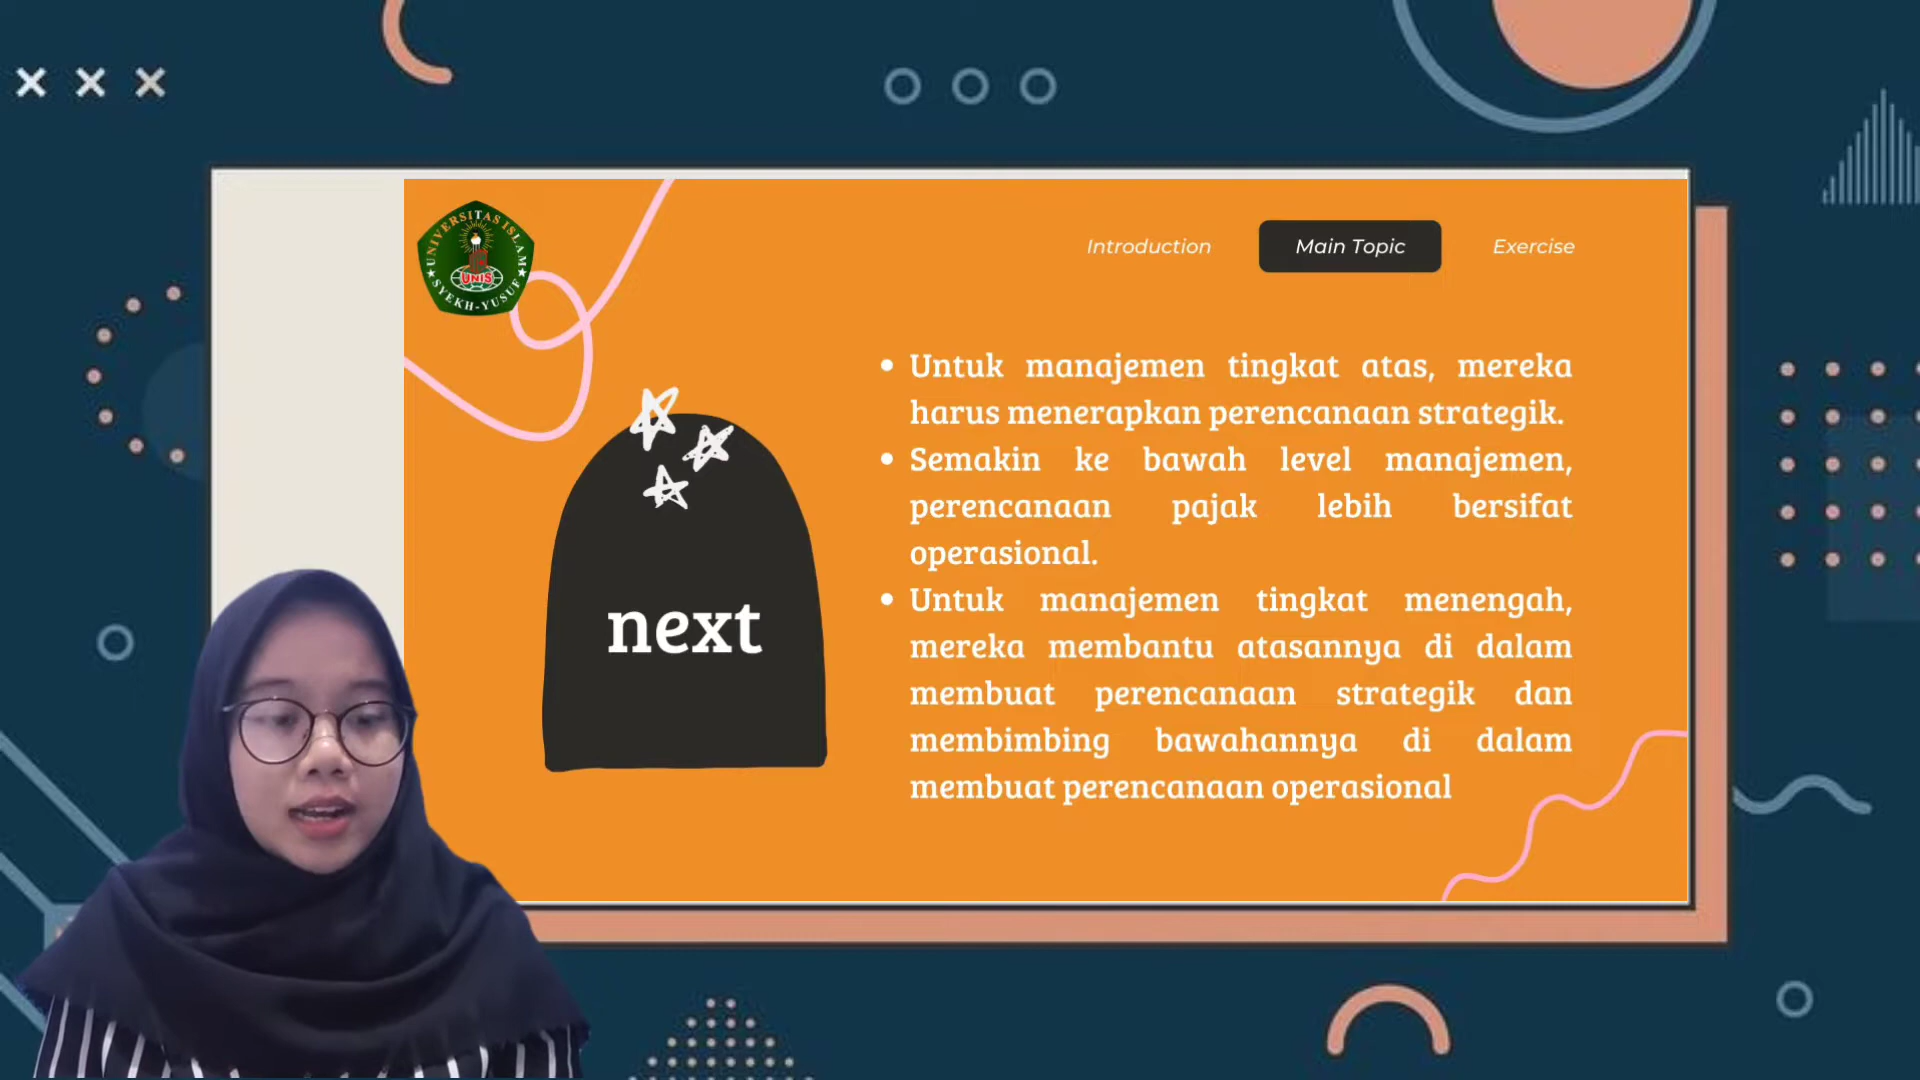 UNIVERSITAS ISLAM
UNIS
SYEKH-YUSUF
Introduction
Main Topic
Exercise
next
Untuk manajemen tingkat atas, mereka
harus menerapkan perencanaan strategik.
Semakin ke bawah level manajemen,
perencanaan pajak lebih bersifat
operasional.
Untuk manajemen tingkat menengah,
mereka membantu atasannya di dalam
membuat perencanaan strategik dan
membimbing bawahannya di dalam
membuat perencanaan operasional